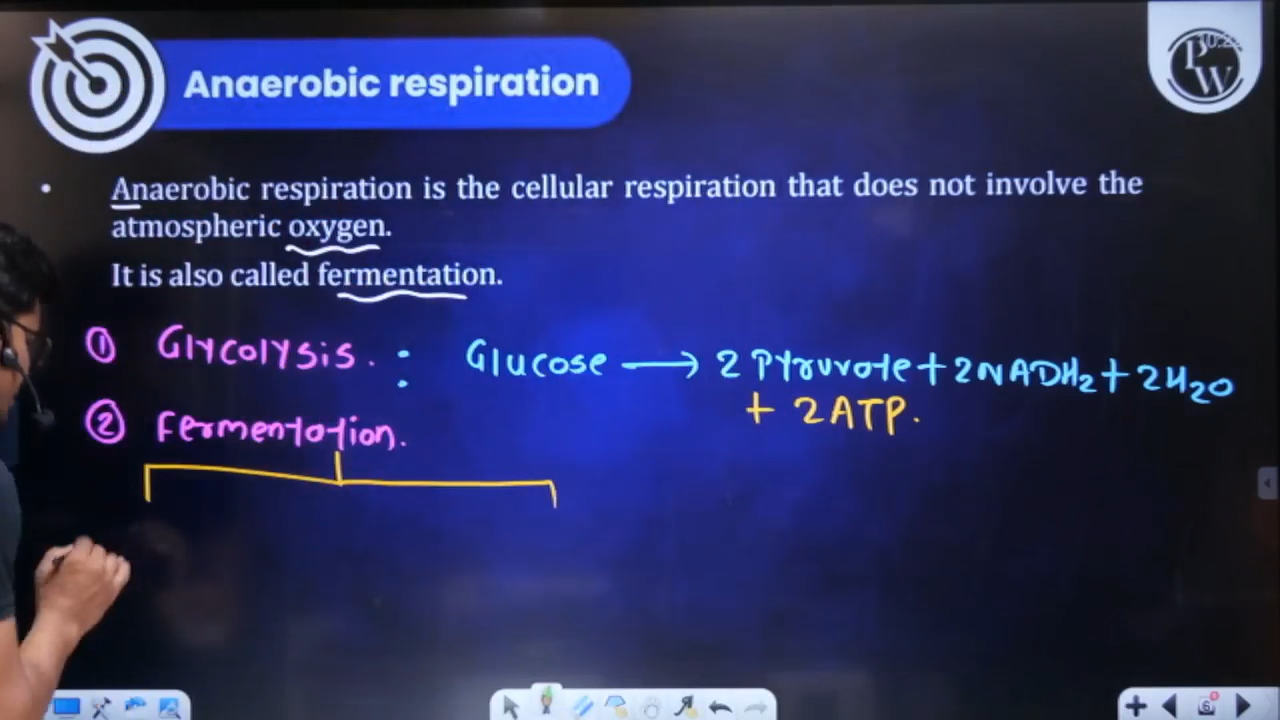 Anaerobic respiration
PW
• Anaerobic respiration is the cellular respiration that does not involve the
atmospheric oxygen.
It is also called fermentation.
① Glycolysis. : Glucose → 2 Pyruvate + 2NADH₂ + 2H₂O
+ 2ATP.
② Fermentation.